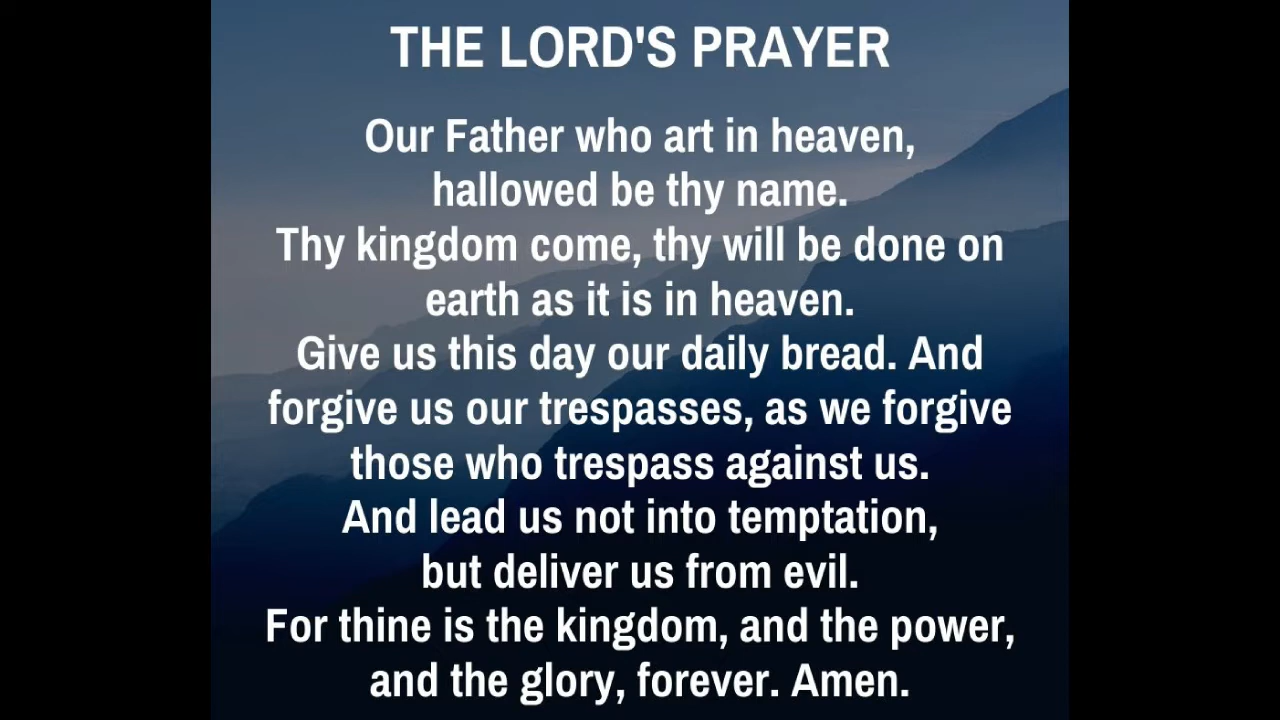 THE LORD'S PRAYER
Our Father who art in heaven,
hallowed be thy name.
Thy kingdom come, thy will be done on
earth as it is in heaven.
Give us this day our daily bread. And
forgive us our trespasses, as we forgive
those who trespass against us.
And lead us not into temptation,
but deliver us from evil.
For thine is the kingdom, and the power,
and the glory, forever. Amen.